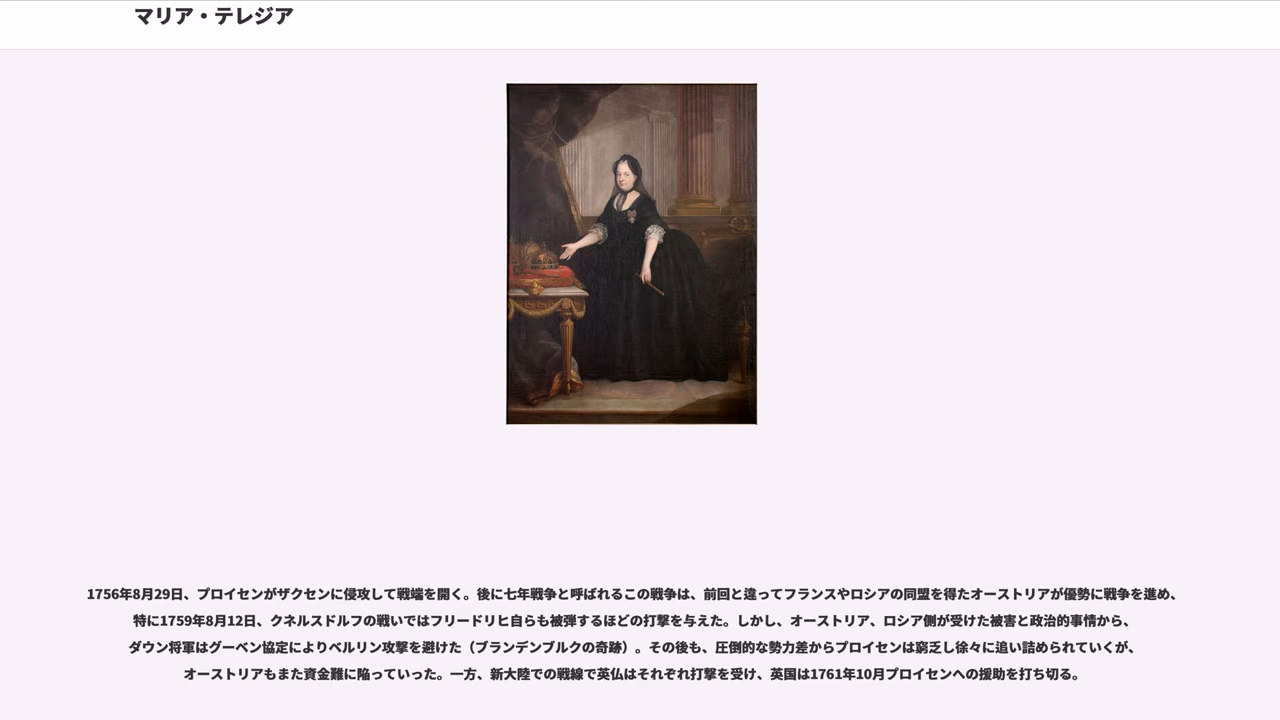 マリア・テレジア
1756年8月29日、プロイセンがザクセンに侵攻して戦端を開く。後に七年戦争と呼ばれるこの戦争は、前回と違ってフランスやロシアの同盟を得たオーストリアが優勢に戦争を進め、
特に1759年8月12日、クネルスドルフの戦いではフリードリヒ自らも被弾するほどの打撃を与えた。しかし、オーストリア、ロシア側が受けた被害と政治的事情から、
ダウン将軍はグーベン協定によりベルリン攻撃を避けた（ブランデンブルクの奇跡）。その後も、圧倒的な勢力差からプロイセンは窮乏し徐々に追い詰められていくが、
オーストリアもまた資金難に陥っていった。一方、新大陸での戦線で英仏はそれぞれ打撃を受け、英国は1761年10月プロイセンへの援助を打ち切る。